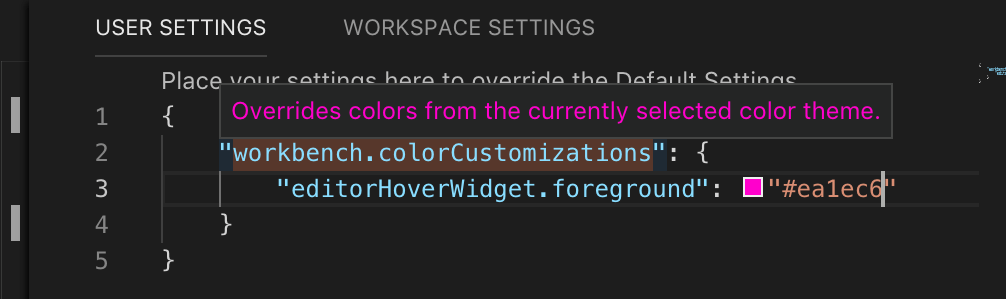 USER SETTINGS WORKSPACE SETTINGS
Place your settings here to override the Default Settings.
Overrides colors from the currently selected color theme.
1 {
2 "workbench.colorCustomizations": {
3 "editorHoverWidget.foreground": "#ea1ec6"
4 }
5 }